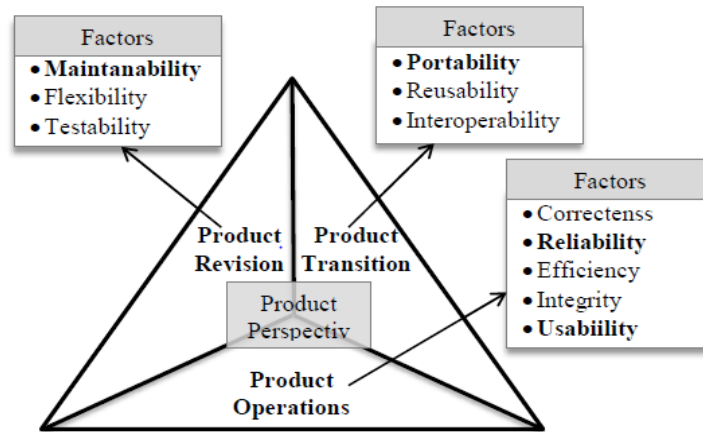 Factors
• Maintanability
• Flexibility
• Testability
Factors
• Portability
• Reusability
• Interoperability
Factors
• Correctenss
• Reliability
• Efficiency
• Integrity
• Usabiility
Product
Revision
Product
Transition
Product
Perspectiv
Product
Operations